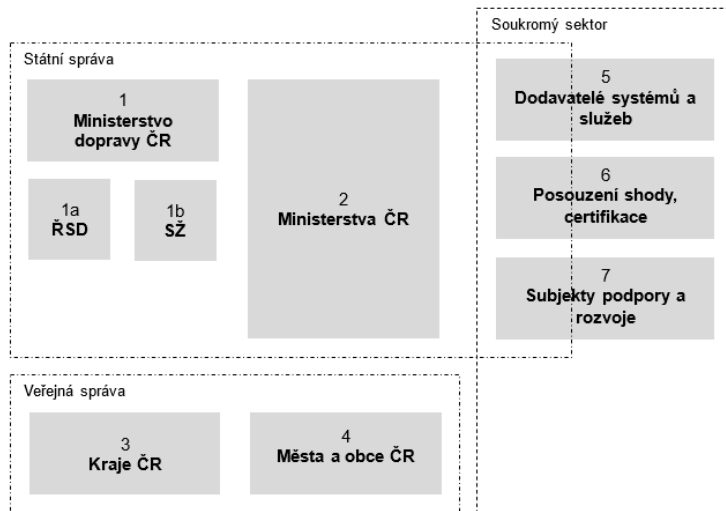 Soukromý sektor
Státní správa
1
Ministerstvo
dopravy ČR
1a
ŘSD
1b
SŽ
2
Ministerstva ČR
5
Dodavatelé systémů a
služeb
6
Posouzení shody,
certifikace
7
Subjekty podpory a
rozvoje
Veřejná správa
3
Kraje ČR
4
Města a obce ČR